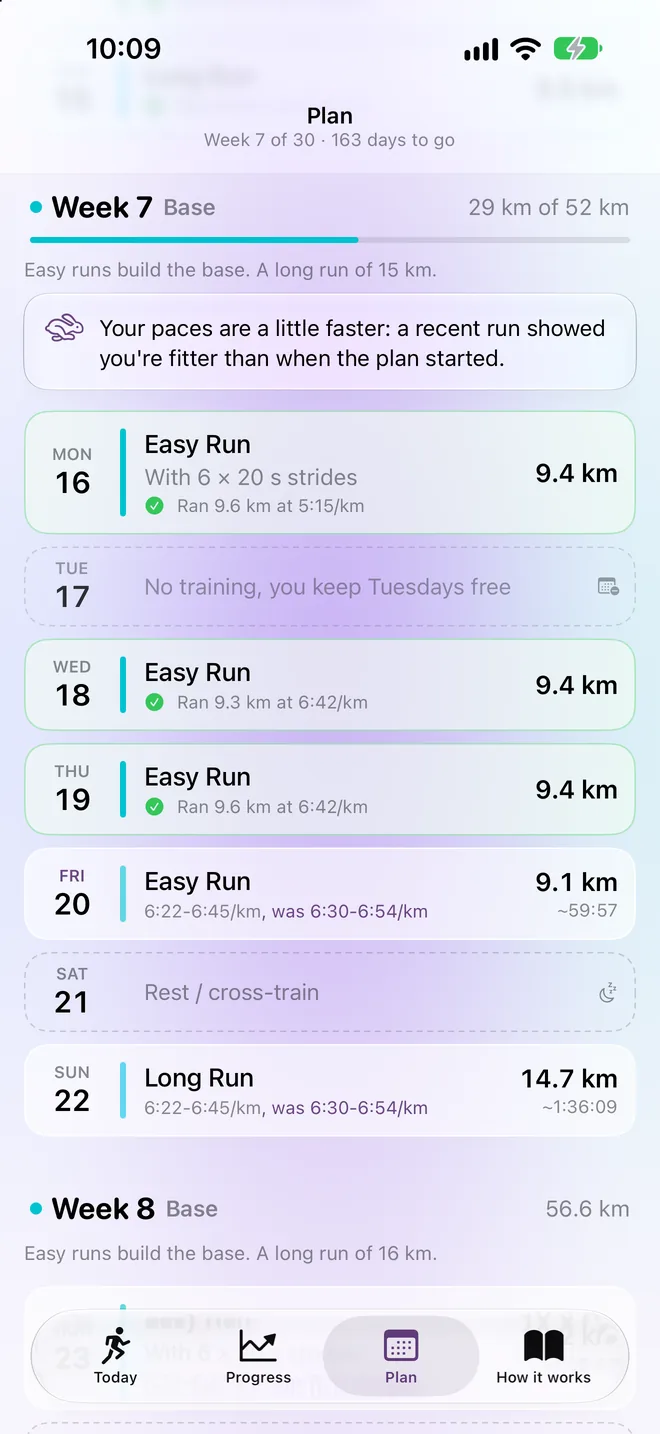 10:09
Plan
Week 7 of 30 · 163 days to go
Week 7 Base 29 km of 52 km
Easy runs build the base. A long run of 15 km.
Your paces are a little faster: a recent run showed
you're fitter than when the plan started.
MON
16
Easy Run
With 6 × 20 s strides
Ran 9.6 km at 5:15/km
9.4 km
TUE
17
No training, you keep Tuesdays free
WED
18
Easy Run
Ran 9.3 km at 6:42/km
9.4 km
THU
19
Easy Run
Ran 9.6 km at 6:42/km
9.4 km
FRI
20
Easy Run
6:22-6:45/km, was 6:30-6:54/km
9.1 km
~59:57
SAT
21
Rest / cross-train
SUN
22
Long Run
6:22-6:45/km, was 6:30-6:54/km
14.7 km
~1:36:09
Week 8 Base 56.6 km
Easy runs build the base. A long run of 16 km.
23
Today
Progress
Plan
How it works